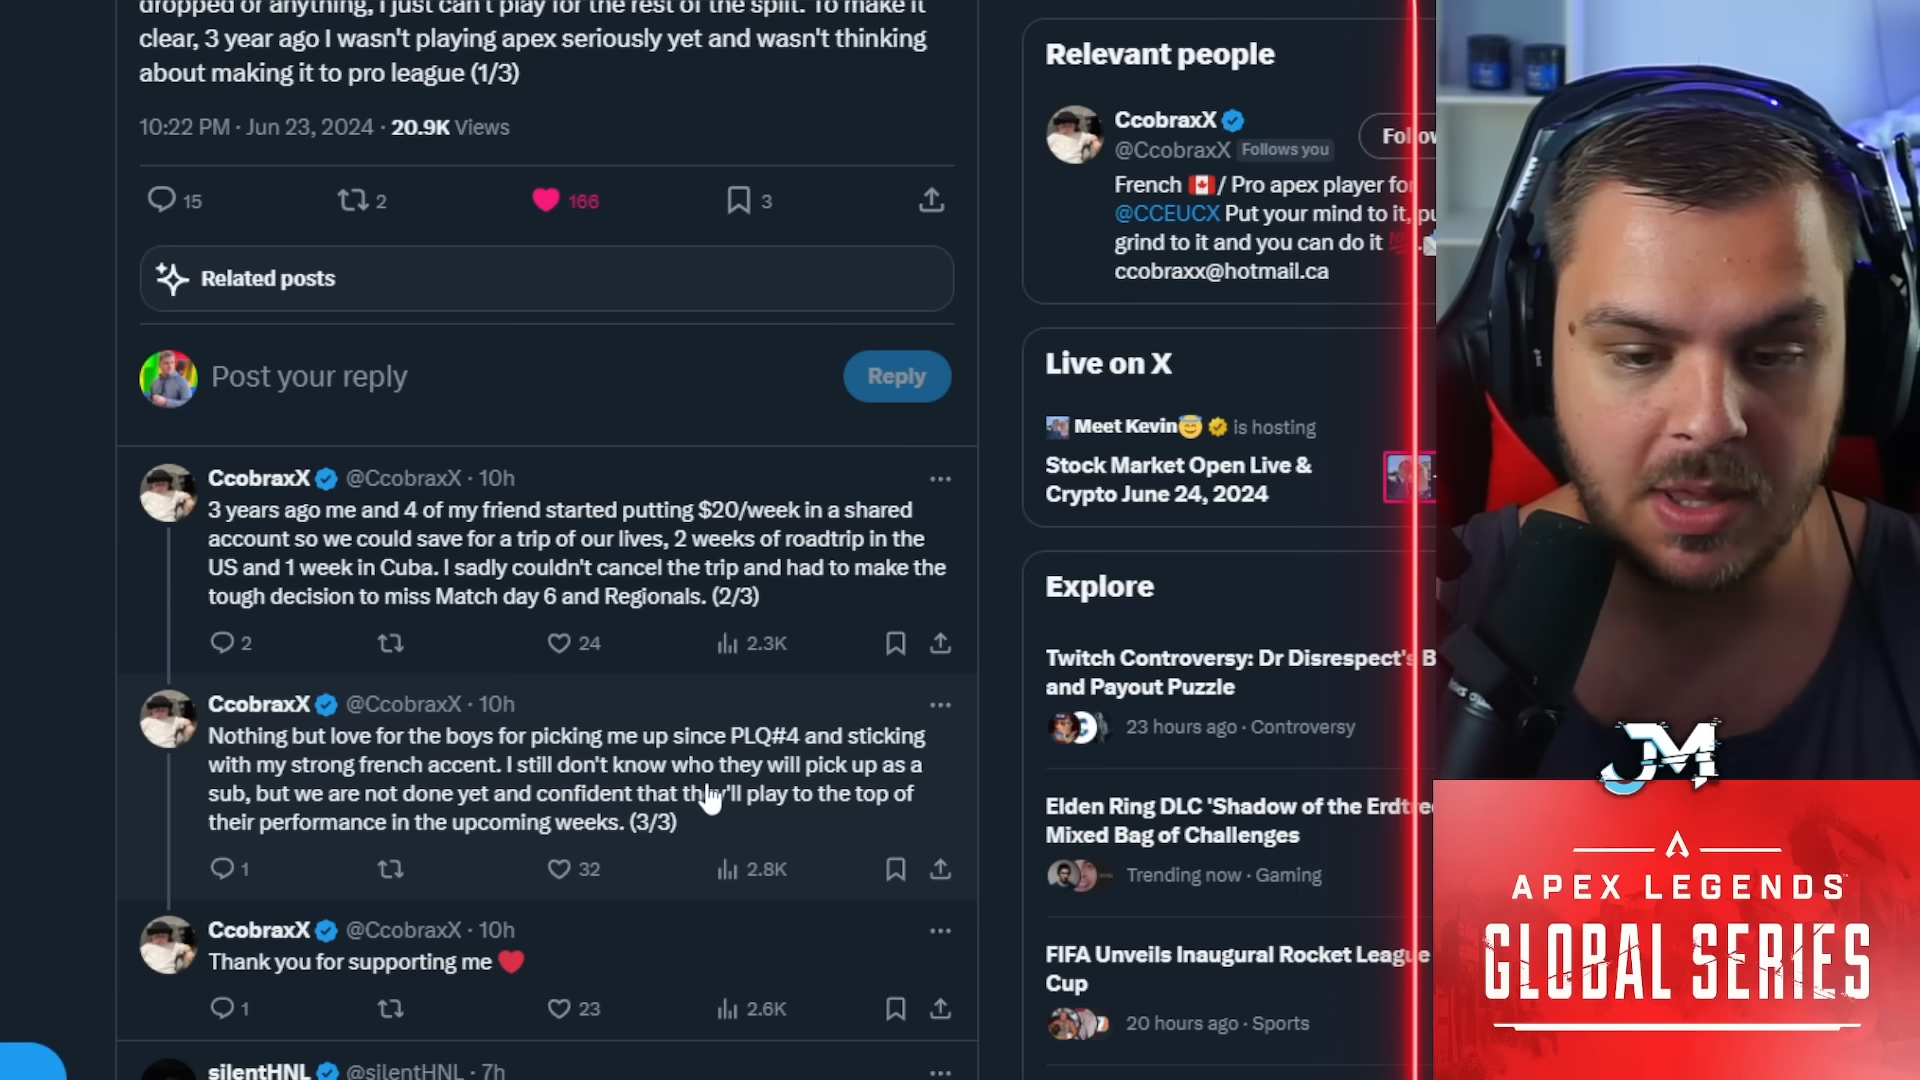 dropped or anything, I just can't play for the rest of the split. To make it
clear, 3 year ago I wasn't playing apex seriously yet and wasn't thinking
about making it to pro league (1/3)
10:22 PM · Jun 23, 2024 · 20.9K Views
15
2
166
3
Related posts
Post your reply
Reply
CcobraxX @CcobraxX · 10h
3 years ago me and 4 of my friend started putting $20/week in a shared
account so we could save for a trip of our lives, 2 weeks of roadtrip in the
US and 1 week in Cuba. I sadly couldn't cancel the trip and had to make the
tough decision to miss Match day 6 and Regionals. (2/3)
2
24
2.3K
CcobraxX @CcobraxX · 10h
Nothing but love for the boys for picking me up since PLQ#4 and sticking
with my strong french accent. I still don't know who they will pick up as a
sub, but we are not done yet and confident that they'll play to the top of
their performance in the upcoming weeks. (3/3)
1
32
2.8K
CcobraxX @CcobraxX · 10h
Thank you for supporting me ❤️
1
23
2.6K
silentHNL @silentHNL · 7h
Relevant people
CcobraxX
@CcobraxX Follows you
Follow
French 🇨🇦/ Pro apex player for
@CCEUCX Put your mind to it, pu
grind to it and you can do it 💯.
ccobraxx@hotmail.ca
Live on X
Meet Kevin😇 is hosting
Stock Market Open Live &
Crypto June 24, 2024
Explore
Twitch Controversy: Dr Disrespect's B
and Payout Puzzle
23 hours ago · Controversy
Elden Ring DLC 'Shadow of the Erdtree
Mixed Bag of Challenges
Trending now · Gaming
FIFA Unveils Inaugural Rocket League
Cup
20 hours ago · Sports
JM
APEX LEGENDS
GLOBAL SERIES